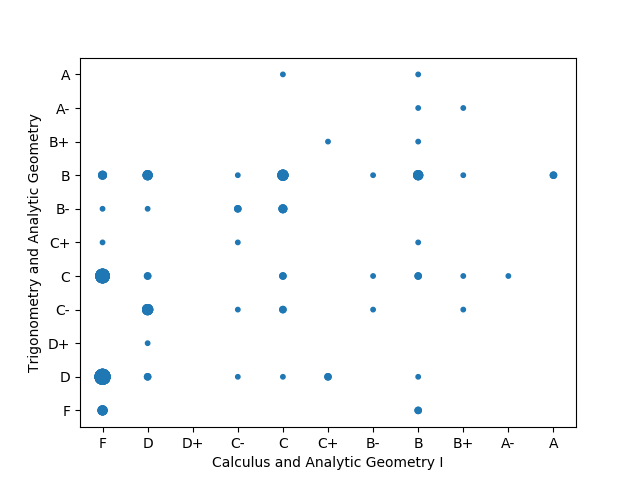 A
A-
B+
B
B-
C+
C
C-
D+
D
F
Trigonometry and Analytic Geometry
F D D+ C- C C+ B- B B+ A- A
Calculus and Analytic Geometry I